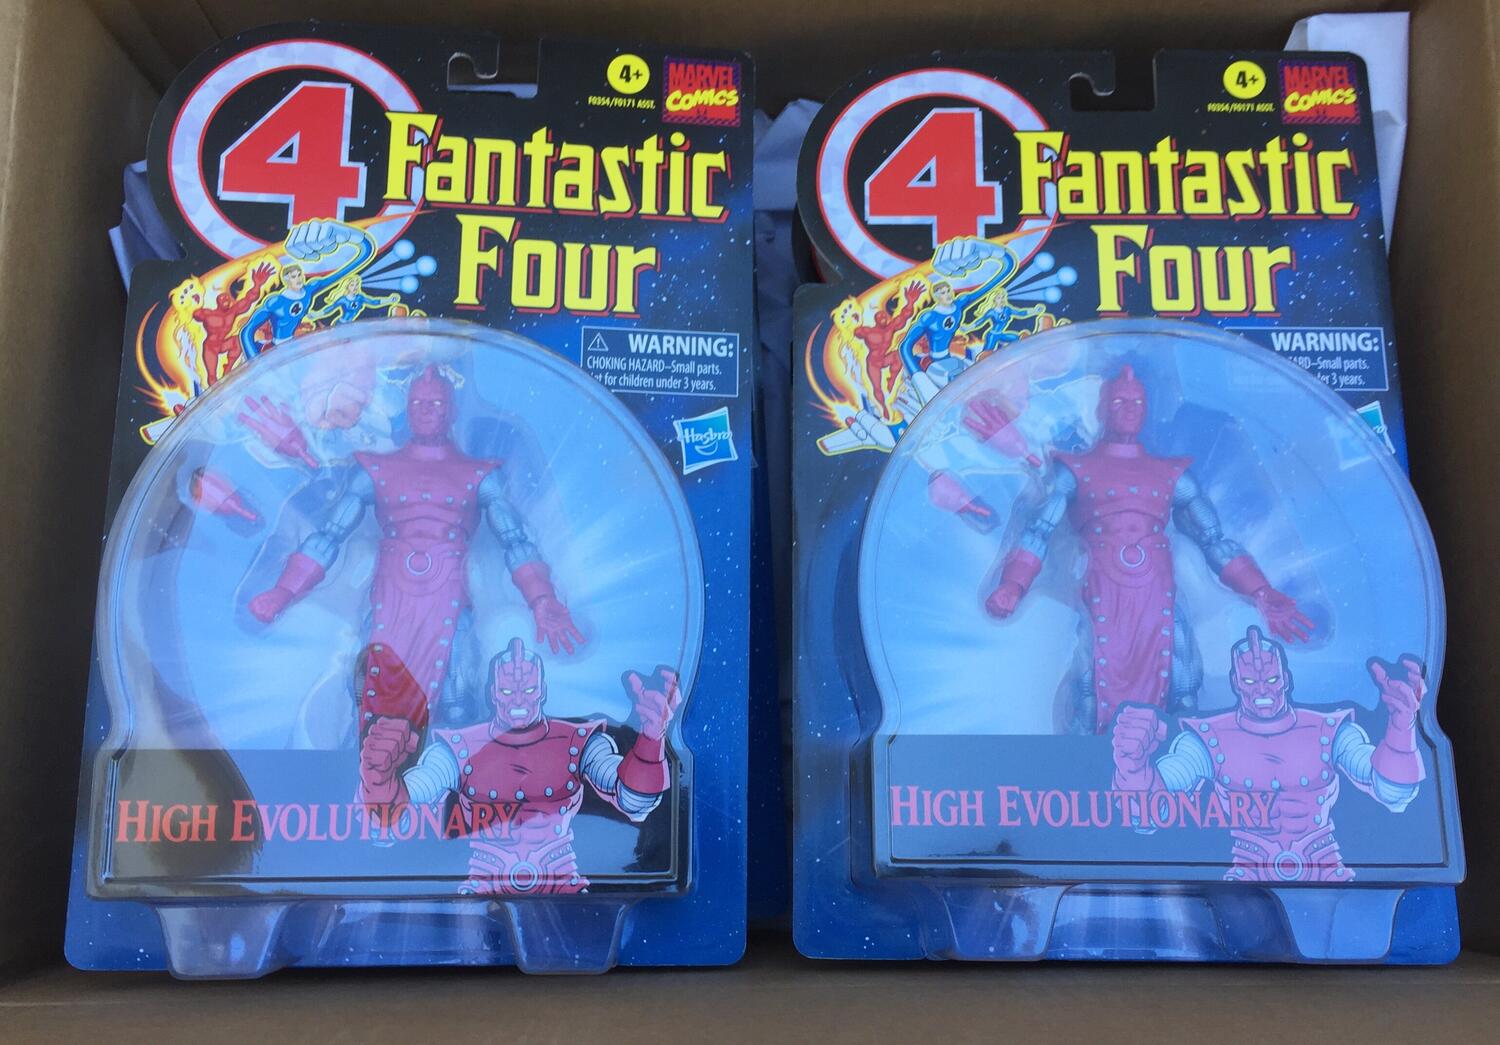 4
Fantastic
Four
4+
F0354/F0171 ASST.
MARVEL
COMICS
WARNING:
CHOKING HAZARD–Small parts.
for children under 3 years.
Hasbro
4
HIGH EVOLUTIONARY
4
Fantastic
Four
4+
F0354/F0171 ASST.
MARVEL
COMICS
WARNING:
–Small parts.
3 years.
4
HIGH EVOLUTIONARY